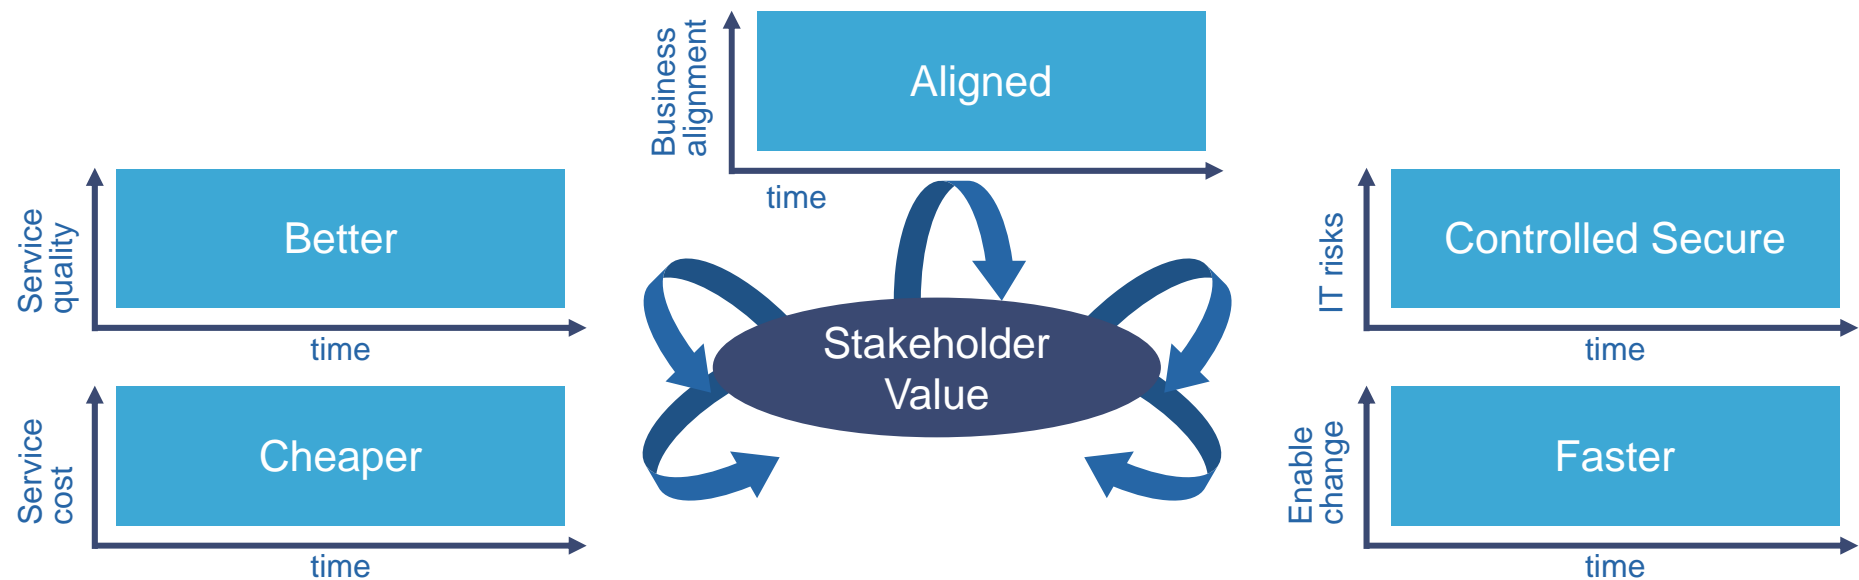 Business
alignment
Aligned
time
Service
quality
Better
time
Service
cost
Cheaper
time
Stakeholder
Value
IT risks
Controlled Secure
time
Enable
change
Faster
time